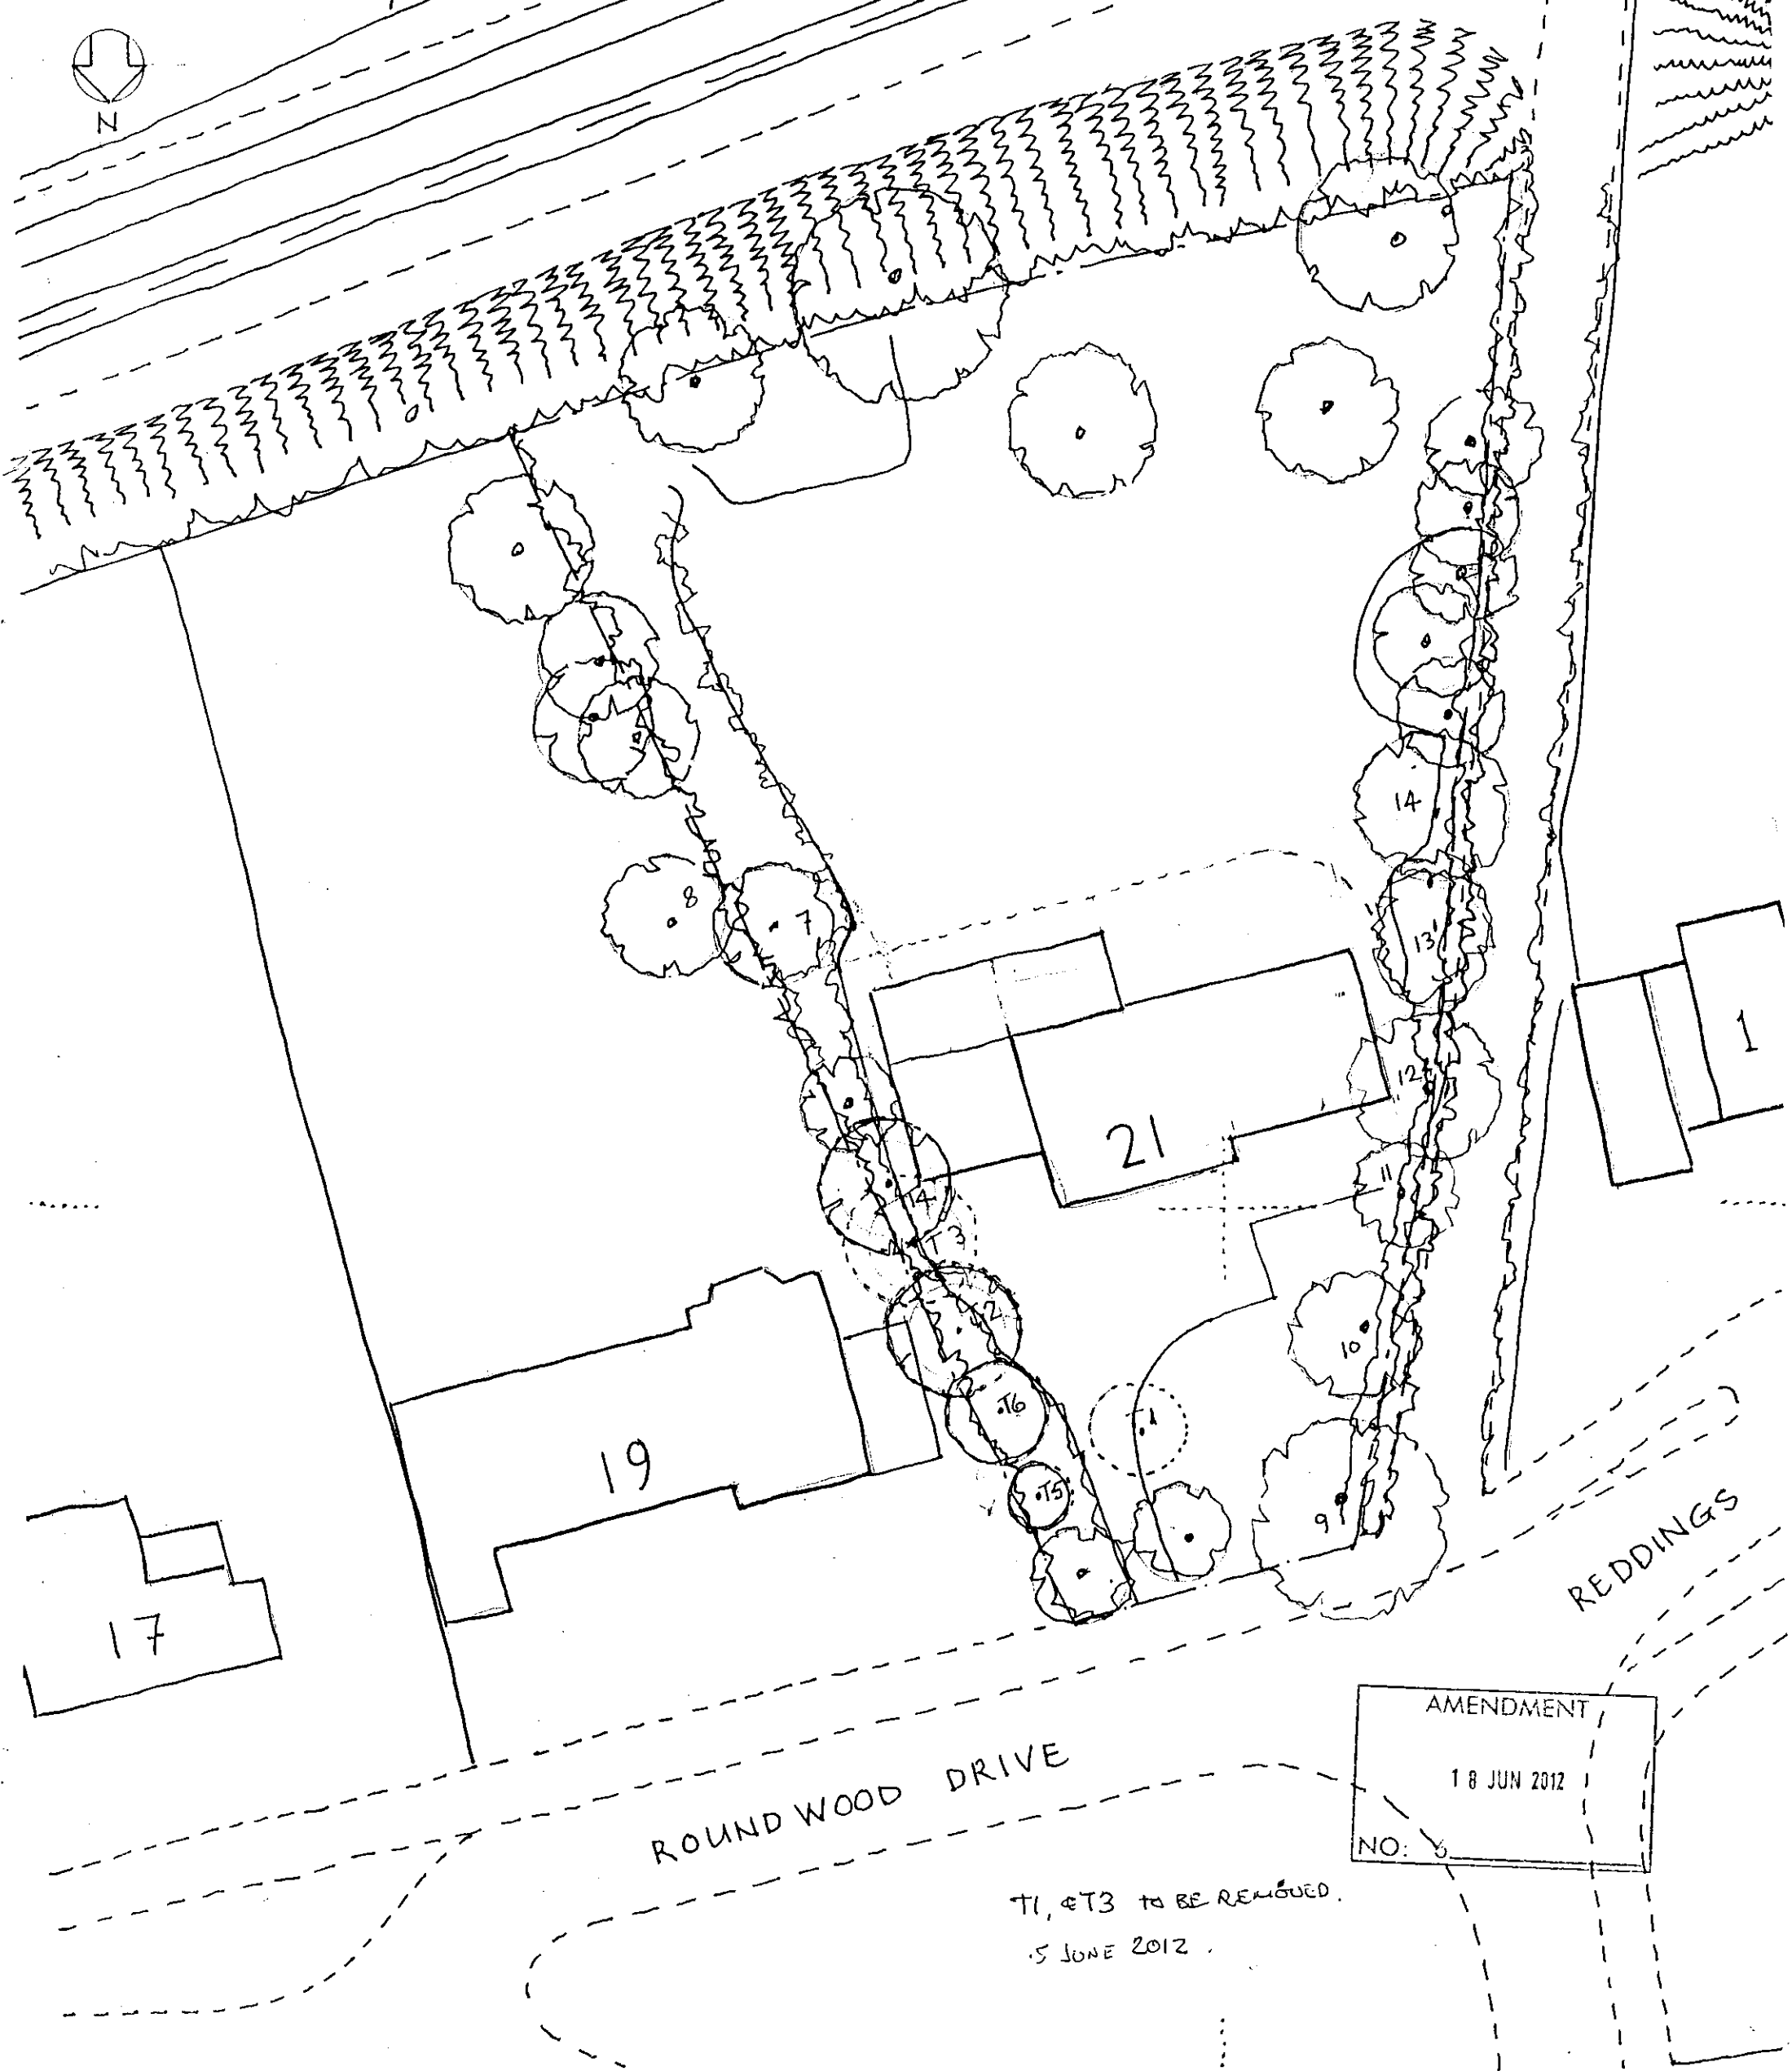 N
14
8
7
13
12
1
21
11
T4
T3
T2
10
T6
T1
19
T5
9
REDDINGS
17
AMENDMENT
18 JUN 2012
NO:
ROUNDWOOD DRIVE
T1, & T3 TO BE REMOVED.
5 JUNE 2012.